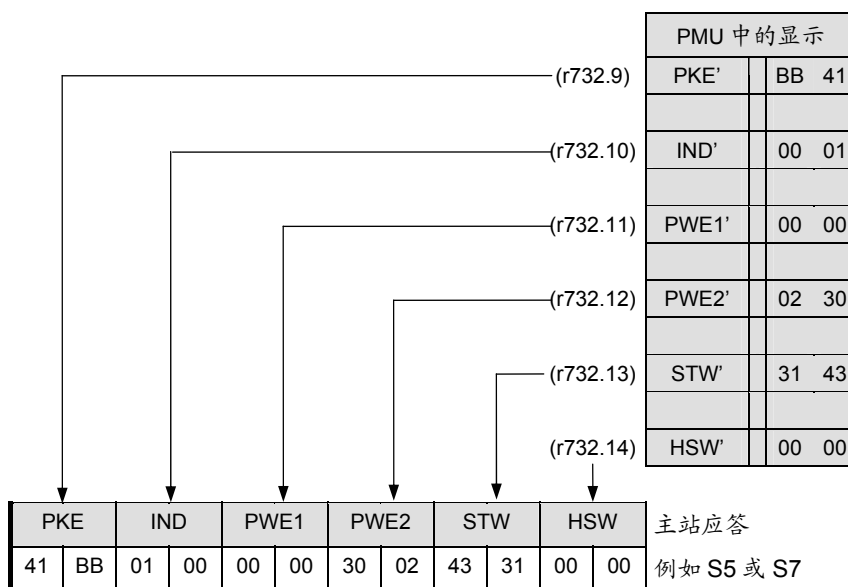 PMU 中的显示
(r732.9) PKE’ BB 41
(r732.10) IND’ 00 01
(r732.11) PWE1’ 00 00
(r732.12) PWE2’ 02 30
(r732.13) STW’ 31 43
(r732.14) HSW’ 00 00
PKE IND PWE1 PWE2 STW HSW 主站应答
41 BB 01 00 00 00 30 02 43 31 00 00 例如 S5 或 S7